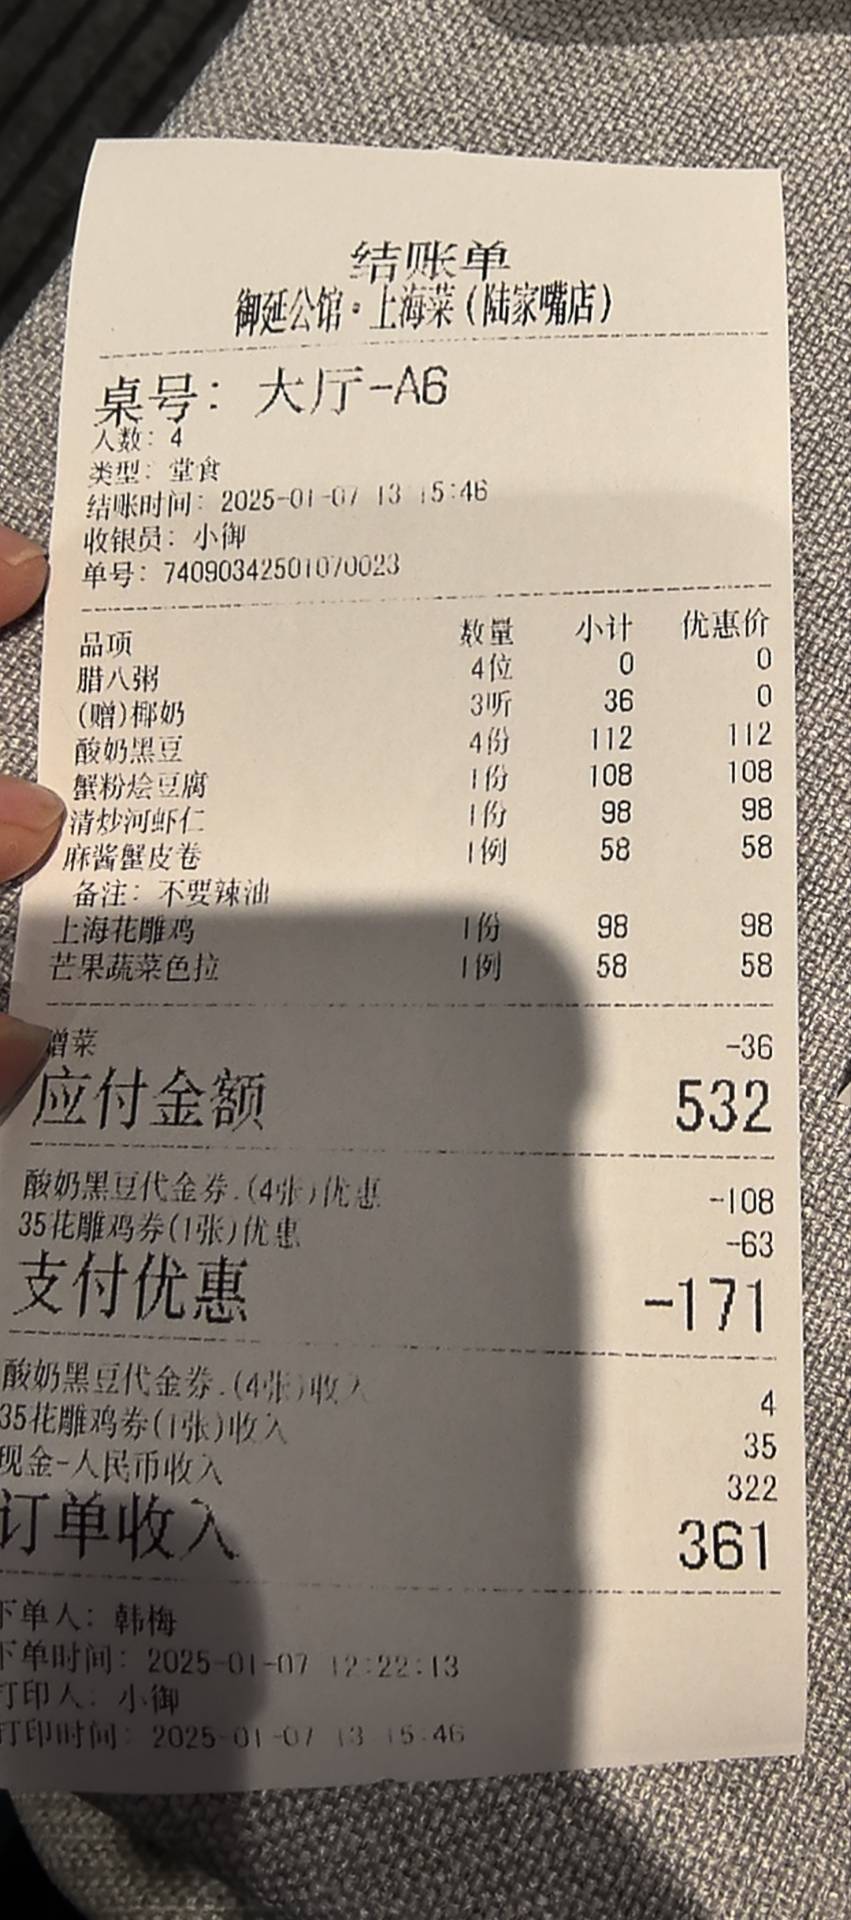 结账单
御延公馆·上海菜(陆家嘴店)
桌号: 大厅-A6
人数: 4
类型: 堂食
结账时间: 2025-01-07 13:15:46
收银员: 小御
单号: 74090342501070023
品项 数量 小计 优惠价
腊八粥 4位 0 0
(赠)椰奶 3听 36 0
酸奶黑豆 4份 112 112
蟹粉烩豆腐 1份 108 108
清炒河虾仁 1份 98 98
麻酱蟹皮卷 1例 58 58
备注: 不要辣油
上海花雕鸡 1份 98 98
芒果蔬菜色拉 1例 58 58
赠菜 -36
应付金额 532
酸奶黑豆代金券.(4张)优惠 -108
35花雕鸡券(1张)优惠 -63
支付优惠 -171
酸奶黑豆代金券.(4张)收入 4
35花雕鸡券(1张)收入 35
现金-人民币收入 322
订单收入 361
下单人: 韩梅
下单时间: 2025-01-07 12:22:13
打印人: 小御
打印时间: 2025-01-07 13:15:46